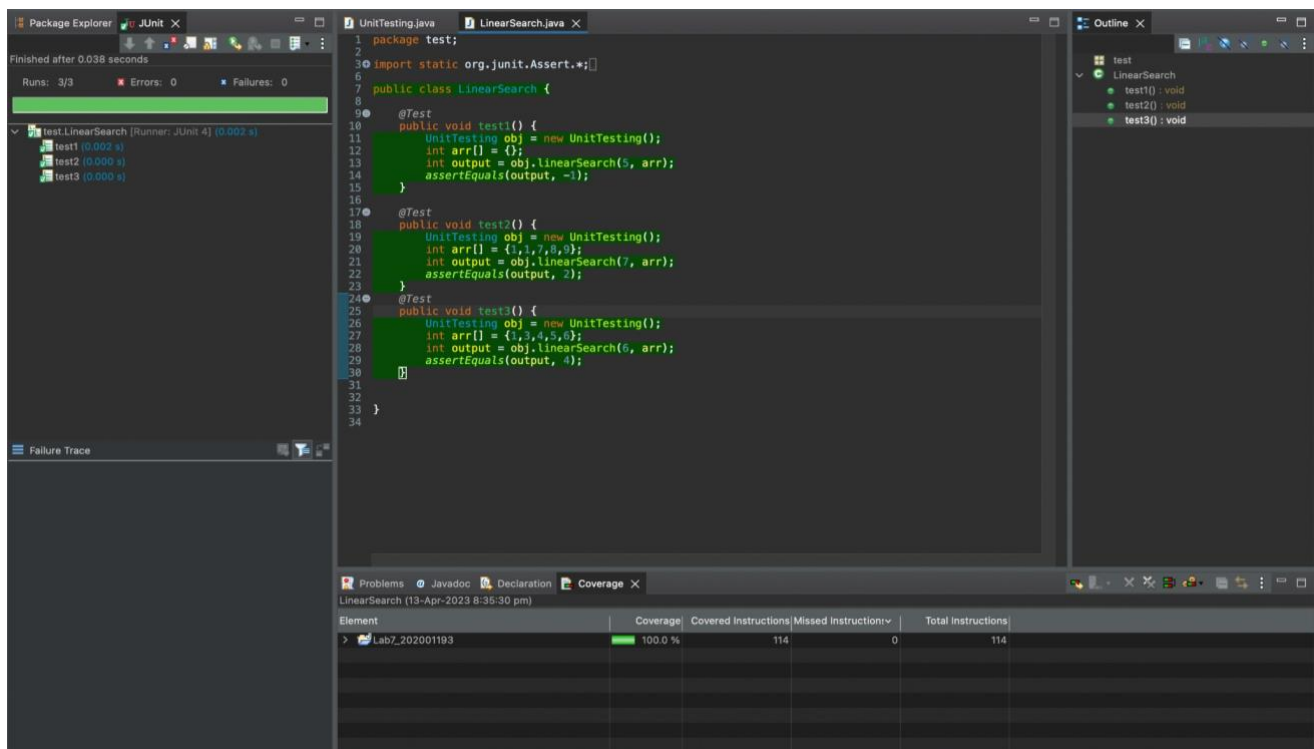 Package Explorer JUnit
Finished after 0.038 seconds
Runs: 3/3 Errors: 0 Failures: 0
test.LinearSearch [Runner: JUnit 4] (0.002 s)
test1 (0.002 s)
test2 (0.000 s)
test3 (0.000 s)
Failure Trace
UnitTesting.java LinearSearch.java
1 package test;
2
3 import static org.junit.Assert.*;
6
7 public class LinearSearch {
8
9 @Test
10 public void test1() {
11 UnitTesting obj = new UnitTesting();
12 int arr[] = {};
13 int output = obj.linearSearch(5, arr);
14 assertEquals(output, -1);
15 }
16
17 @Test
18 public void test2() {
19 UnitTesting obj = new UnitTesting();
20 int arr[] = {1,1,7,8,9};
21 int output = obj.linearSearch(7, arr);
22 assertEquals(output, 2);
23 }
24 @Test
25 public void test3() {
26 UnitTesting obj = new UnitTesting();
27 int arr[] = {1,3,4,5,6};
28 int output = obj.linearSearch(6, arr);
29 assertEquals(output, 4);
30 }
31
32
33 }
34
Outline
test
LinearSearch
test1() : void
test2() : void
test3() : void
Problems Javadoc Declaration Coverage
LinearSearch (13-Apr-2023 8:35:30 pm)
Element Coverage Covered Instructions Missed Instructions Total Instructions
Lab7_202001193 100.0 % 114 0 114